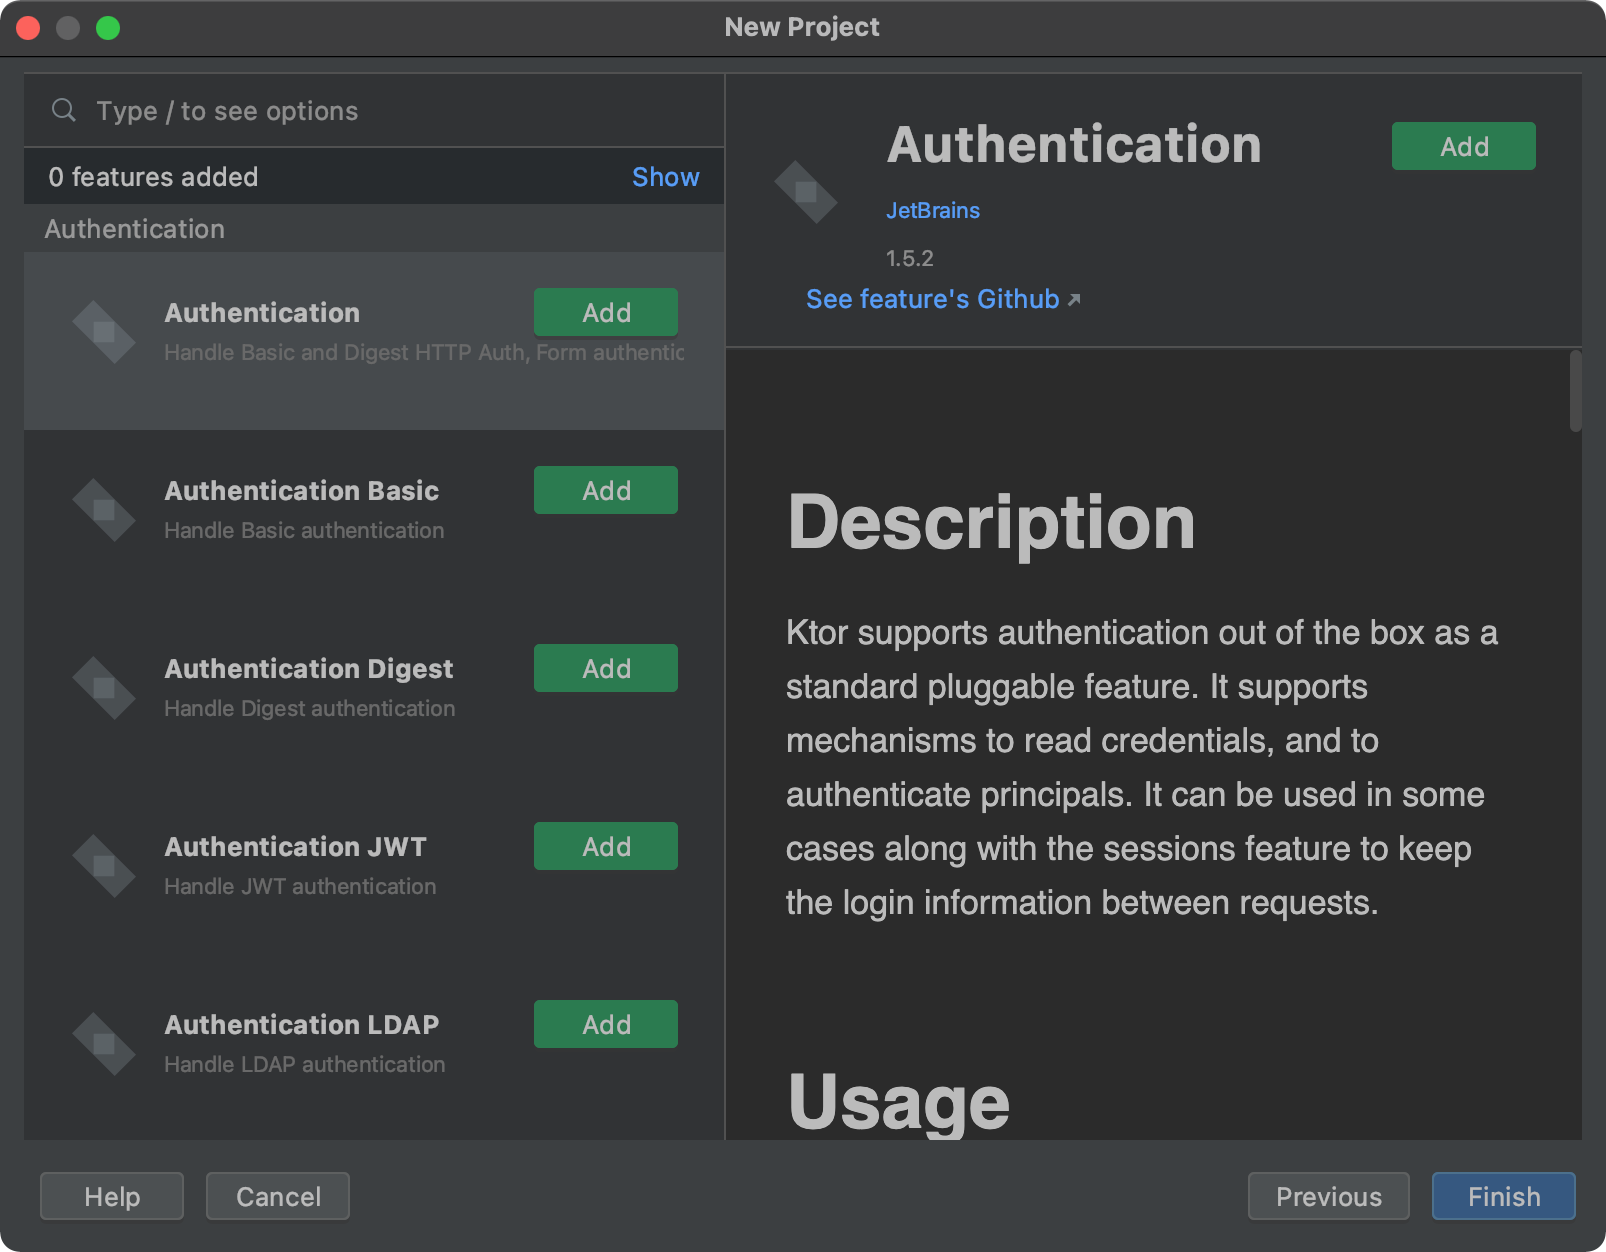 New Project
Type / to see options
0 features added
Show
Authentication
Authentication
Add
Handle Basic and Digest HTTP Auth, Form authentic
Authentication Basic
Add
Handle Basic authentication
Authentication Digest
Add
Handle Digest authentication
Authentication JWT
Add
Handle JWT authentication
Authentication LDAP
Add
Handle LDAP authentication
Authentication
Add
JetBrains
1.5.2
See feature's Github
Description
Ktor supports authentication out of the box as a
standard pluggable feature. It supports
mechanisms to read credentials, and to
authenticate principals. It can be used in some
cases along with the sessions feature to keep
the login information between requests.
Usage
Help
Cancel
Previous
Finish